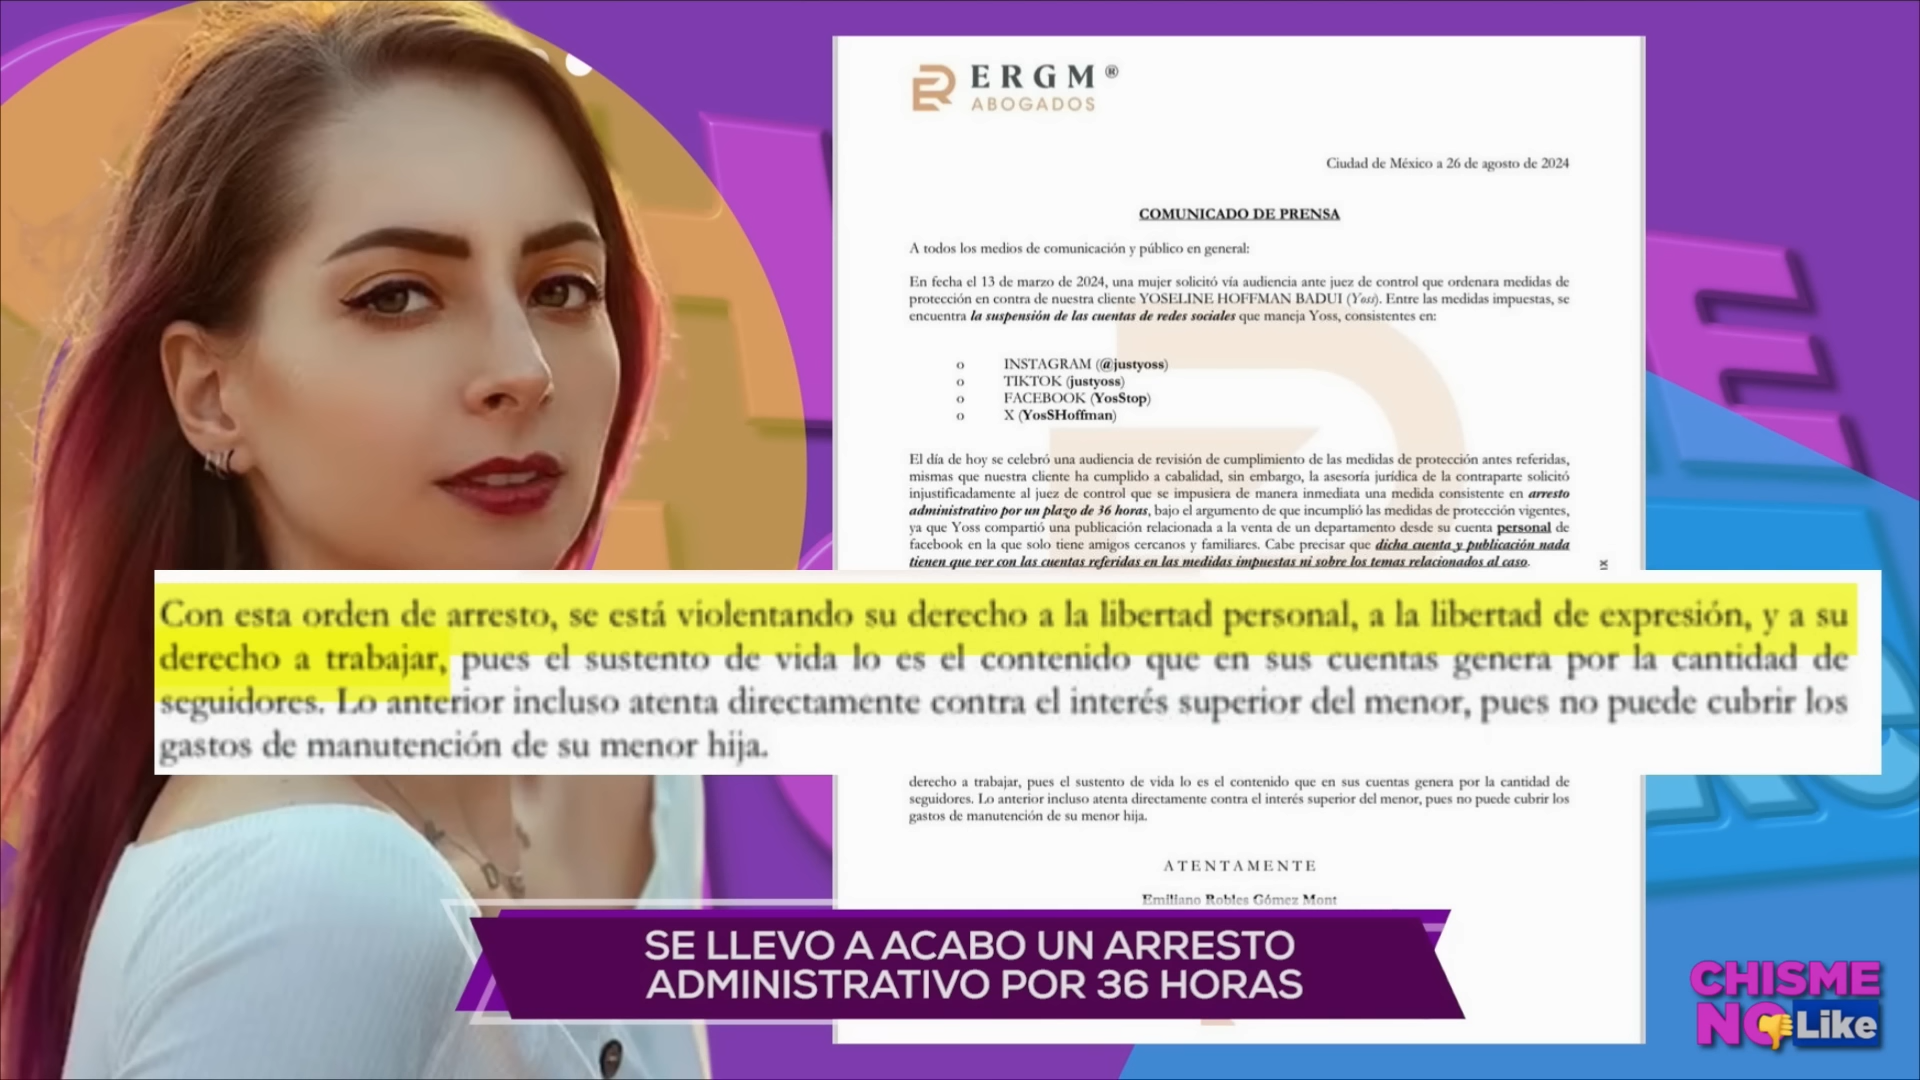 ERGM®
ABOGADOS
Ciudad de México a 26 de agosto de 2024
COMUNICADO DE PRENSA
A todos los medios de comunicación y público en general:
En fecha el 13 de marzo de 2024, una mujer solicitó vía audiencia ante juez de control que ordenara medidas de
protección en contra de nuestra cliente YOSELINE HOFFMAN BADUI (Yoss). Entre las medidas impuestas, se
encuentra la suspensión de las cuentas de redes sociales que maneja Yoss, consistentes en:
o INSTAGRAM (@justyoss)
o TIKTOK (justyoss)
o FACEBOOK (YosStop)
o X (YosSHoffman)
El día de hoy se celebró una audiencia de revisión de cumplimiento de las medidas de protección antes referidas,
mismas que nuestra cliente ha cumplido a cabalidad, sin embargo, la asesoría jurídica de la contraparte solicitó
injustificadamente al juez de control que se impusiera de manera inmediata una medida consistente en arresto
administrativo por un plazo de 36 horas, bajo el argumento de que incumplió las medidas de protección vigentes,
ya que Yoss compartió una publicación relacionada a la venta de un departamento desde su cuenta personal de
facebook en la que solo tiene amigos cercanos y familiares. Cabe precisar que dicha cuenta y publicación nada
tienen que ver con las cuentas referidas en las medidas impuestas ni sobre los temas relacionados al caso.
Con esta orden de arresto, se está violentando su derecho a la libertad personal, a la libertad de expresión, y a su
derecho a trabajar, pues el sustento de vida lo es el contenido que en sus cuentas genera por la cantidad de
seguidores. Lo anterior incluso atenta directamente contra el interés superior del menor, pues no puede cubrir los
gastos de manutención de su menor hija.
derecho a trabajar, pues el sustento de vida lo es el contenido que en sus cuentas genera por la cantidad de
seguidores. Lo anterior incluso atenta directamente contra el interés superior del menor, pues no puede cubrir los
gastos de manutención de su menor hija.
ATENTAMENTE
Emiliano Robles Gómez Mont
SE LLEVO A ACABO UN ARRESTO
ADMINISTRATIVO POR 36 HORAS
CHISME
NO Like